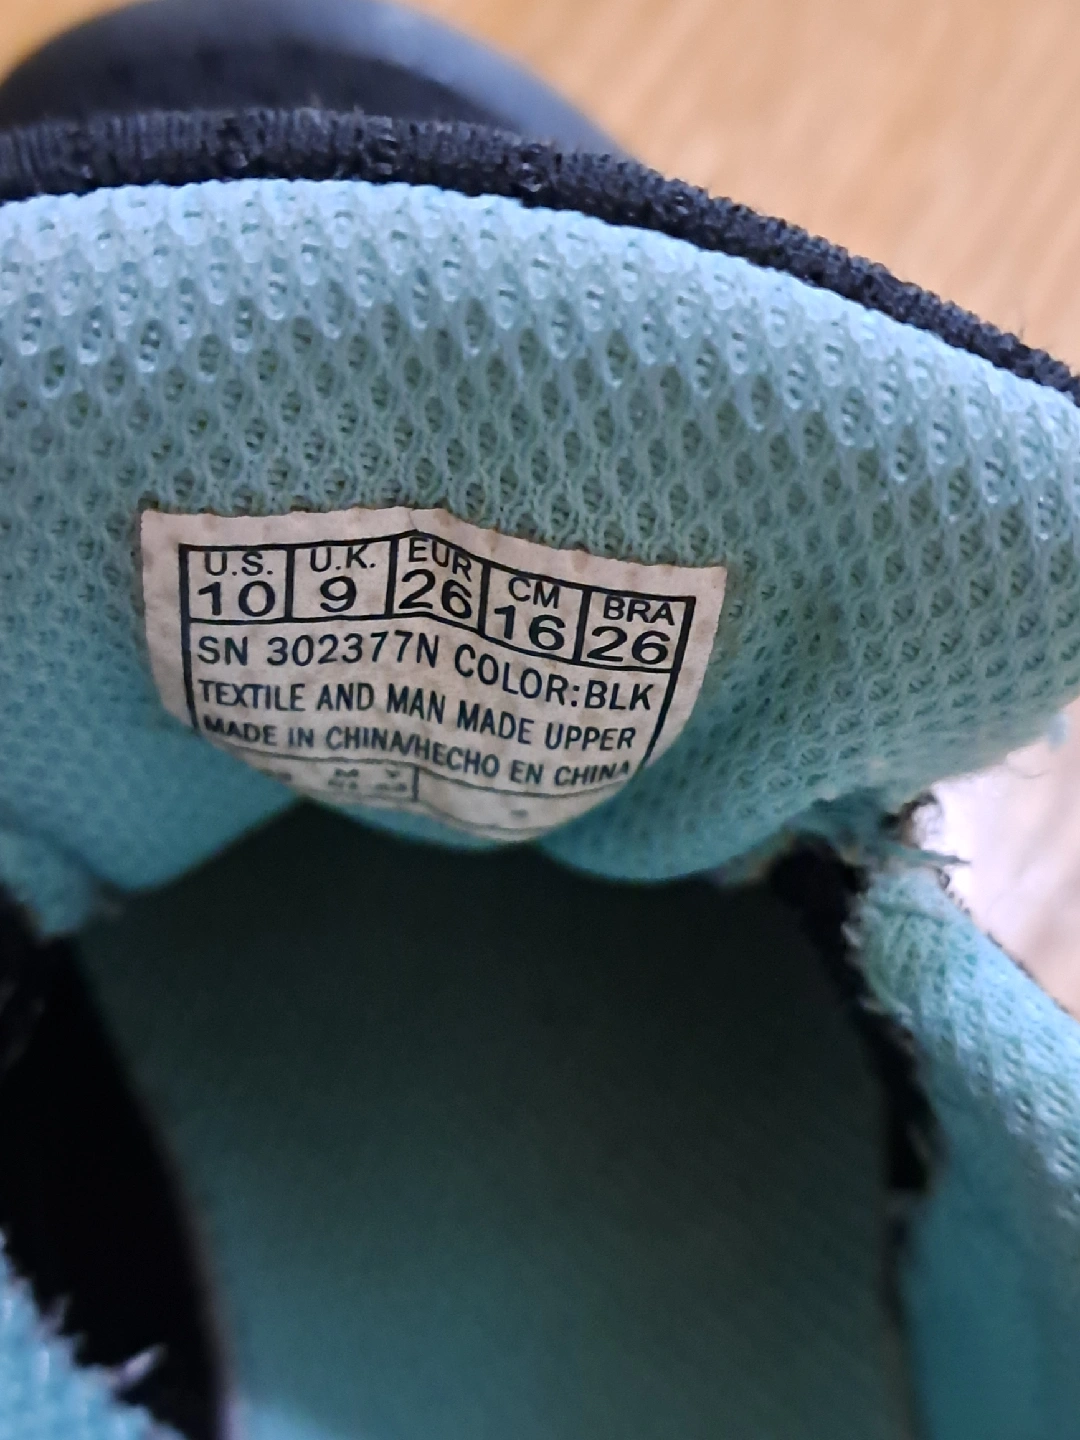 U.S. U.K. EUR CM BRA
10 9 26 16 26
SN 302377N COLOR:BLK
TEXTILE AND MAN MADE UPPER
MADE IN CHINA/HECHO EN CHINA